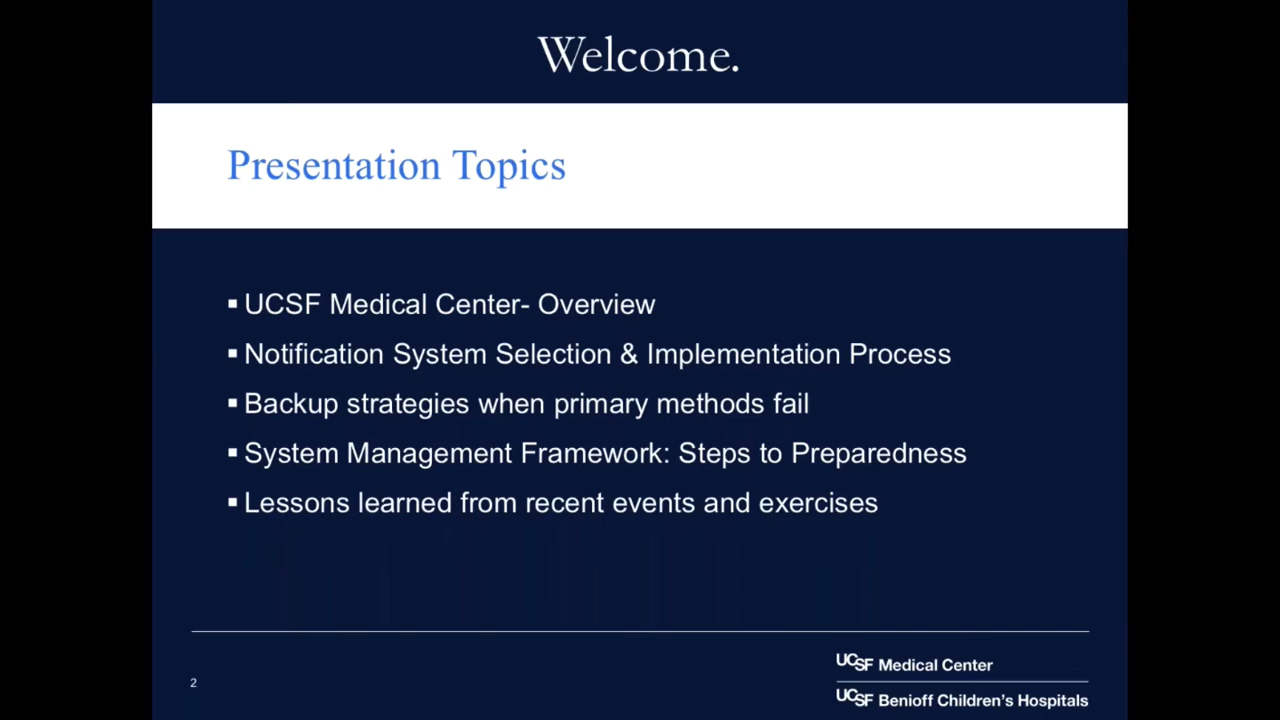 Welcome.
Presentation Topics
▪ UCSF Medical Center- Overview
▪ Notification System Selection & Implementation Process
▪ Backup strategies when primary methods fail
▪ System Management Framework: Steps to Preparedness
▪ Lessons learned from recent events and exercises
UCSF Medical Center
2
UCSF Benioff Children's Hospitals